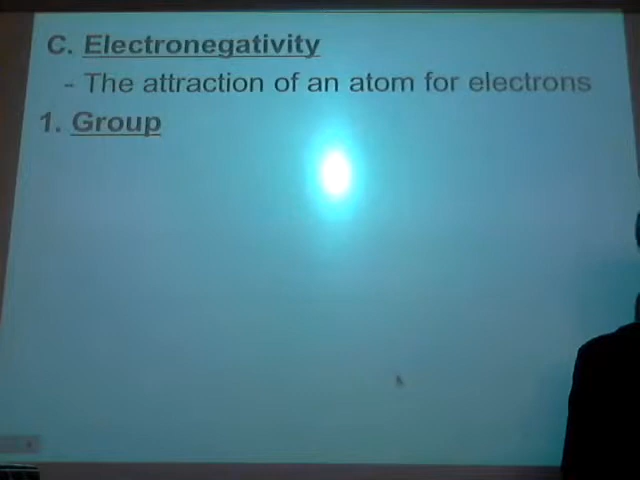 C. Electronegativity
- The attraction of an atom for electrons
1. Group